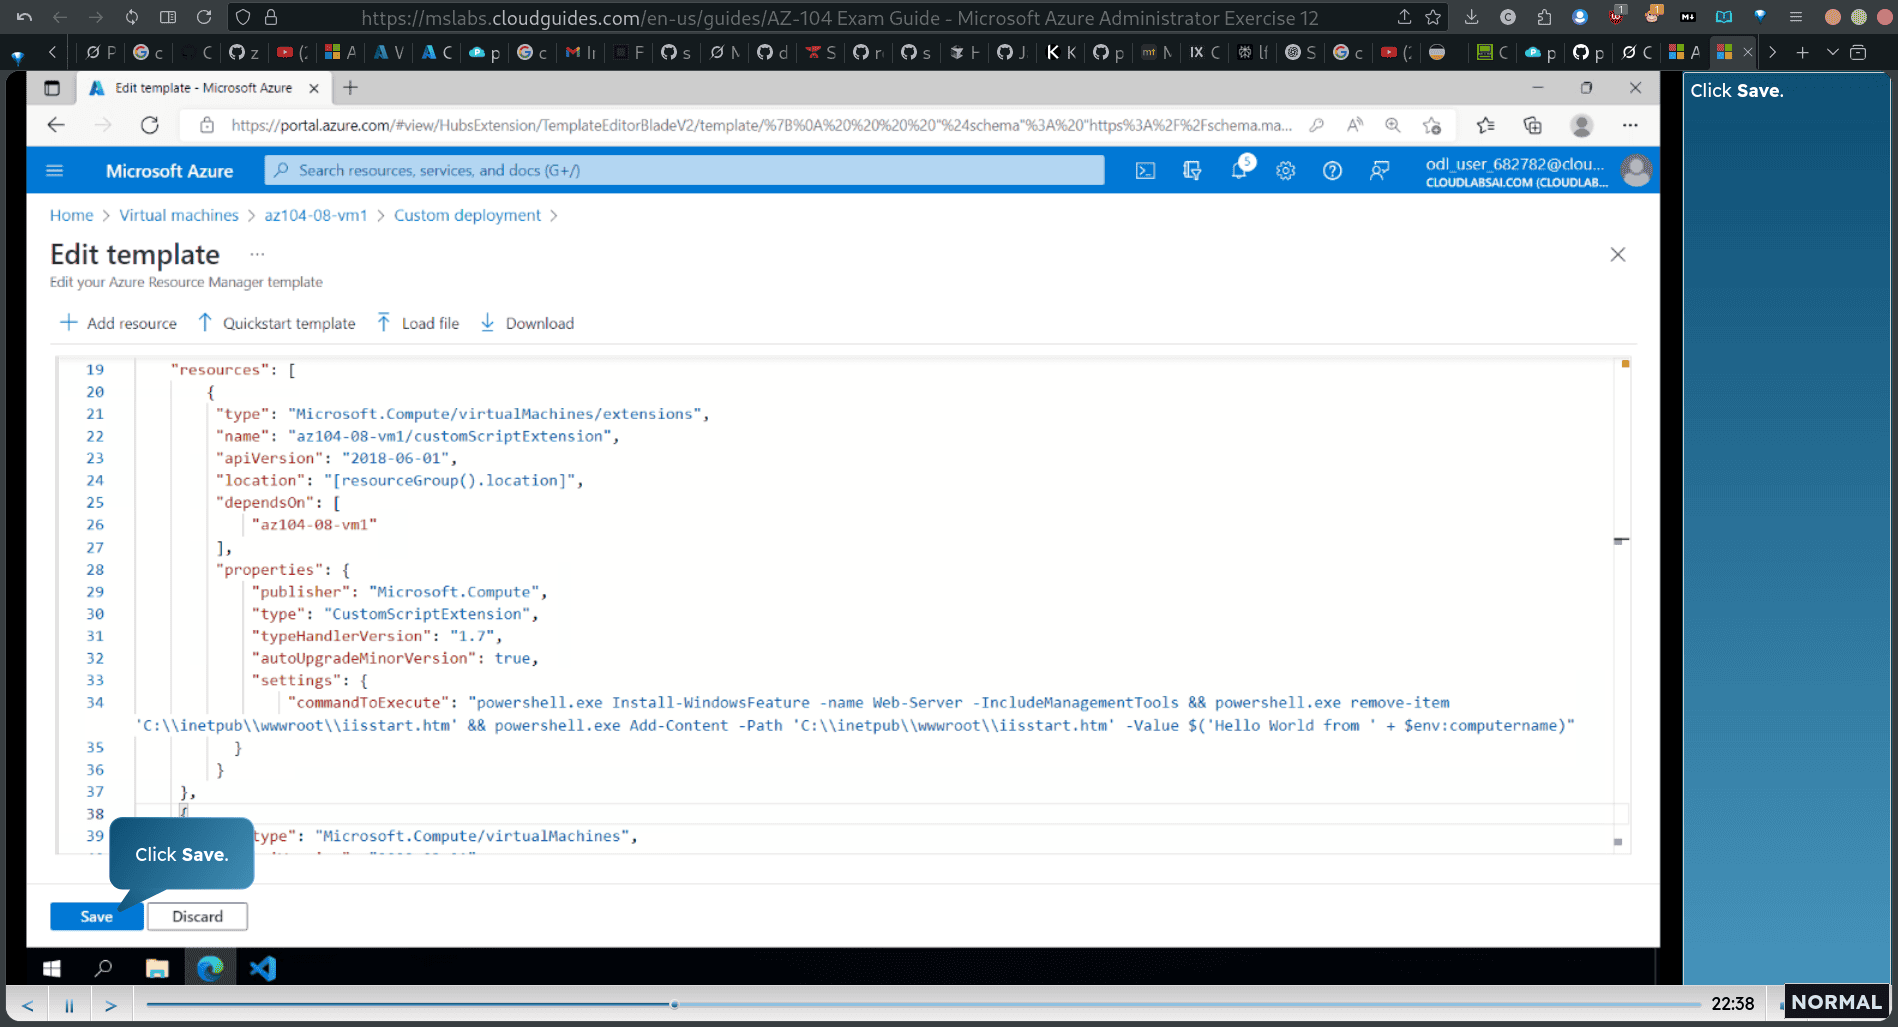 https://mslabs.cloudguides.com/en-us/guides/AZ-104 Exam Guide - Microsoft Azure Administrator Exercise 12
Edit template - Microsoft Azure
https://portal.azure.com/#view/HubsExtension/TemplateEditorBladeV2/template/%7B%0A%20%20%20%20"%24schema"%3A%20"https%3A%2F%2Fschema.ma...
Microsoft Azure
Search resources, services, and docs (G+/)
5
odl_user_682782@clou...
CLOUDLABSAI.COM (CLOUDLAB...
Home > Virtual machines > az104-08-vm1 > Custom deployment >
Edit template ...
Edit your Azure Resource Manager template
Add resource Quickstart template Load file Download
19 "resources": [
20 {
21 "type": "Microsoft.Compute/virtualMachines/extensions",
22 "name": "az104-08-vm1/customScriptExtension",
23 "apiVersion": "2018-06-01",
24 "location": "[resourceGroup().location]",
25 "dependsOn": [
26 "az104-08-vm1"
27 ],
28 "properties": {
29 "publisher": "Microsoft.Compute",
30 "type": "CustomScriptExtension",
31 "typeHandlerVersion": "1.7",
32 "autoUpgradeMinorVersion": true,
33 "settings": {
34 "commandToExecute": "powershell.exe Install-WindowsFeature -name Web-Server -IncludeManagementTools && powershell.exe remove-item
'C:\\inetpub\\wwwroot\\iisstart.htm' && powershell.exe Add-Content -Path 'C:\\inetpub\\wwwroot\\iisstart.htm' -Value $('Hello World from ' + $env:computername)"
35 }
36 }
37 },
38 {
39 type": "Microsoft.Compute/virtualMachines",
Click Save.
Save Discard
Click Save.
22:38
NORMAL